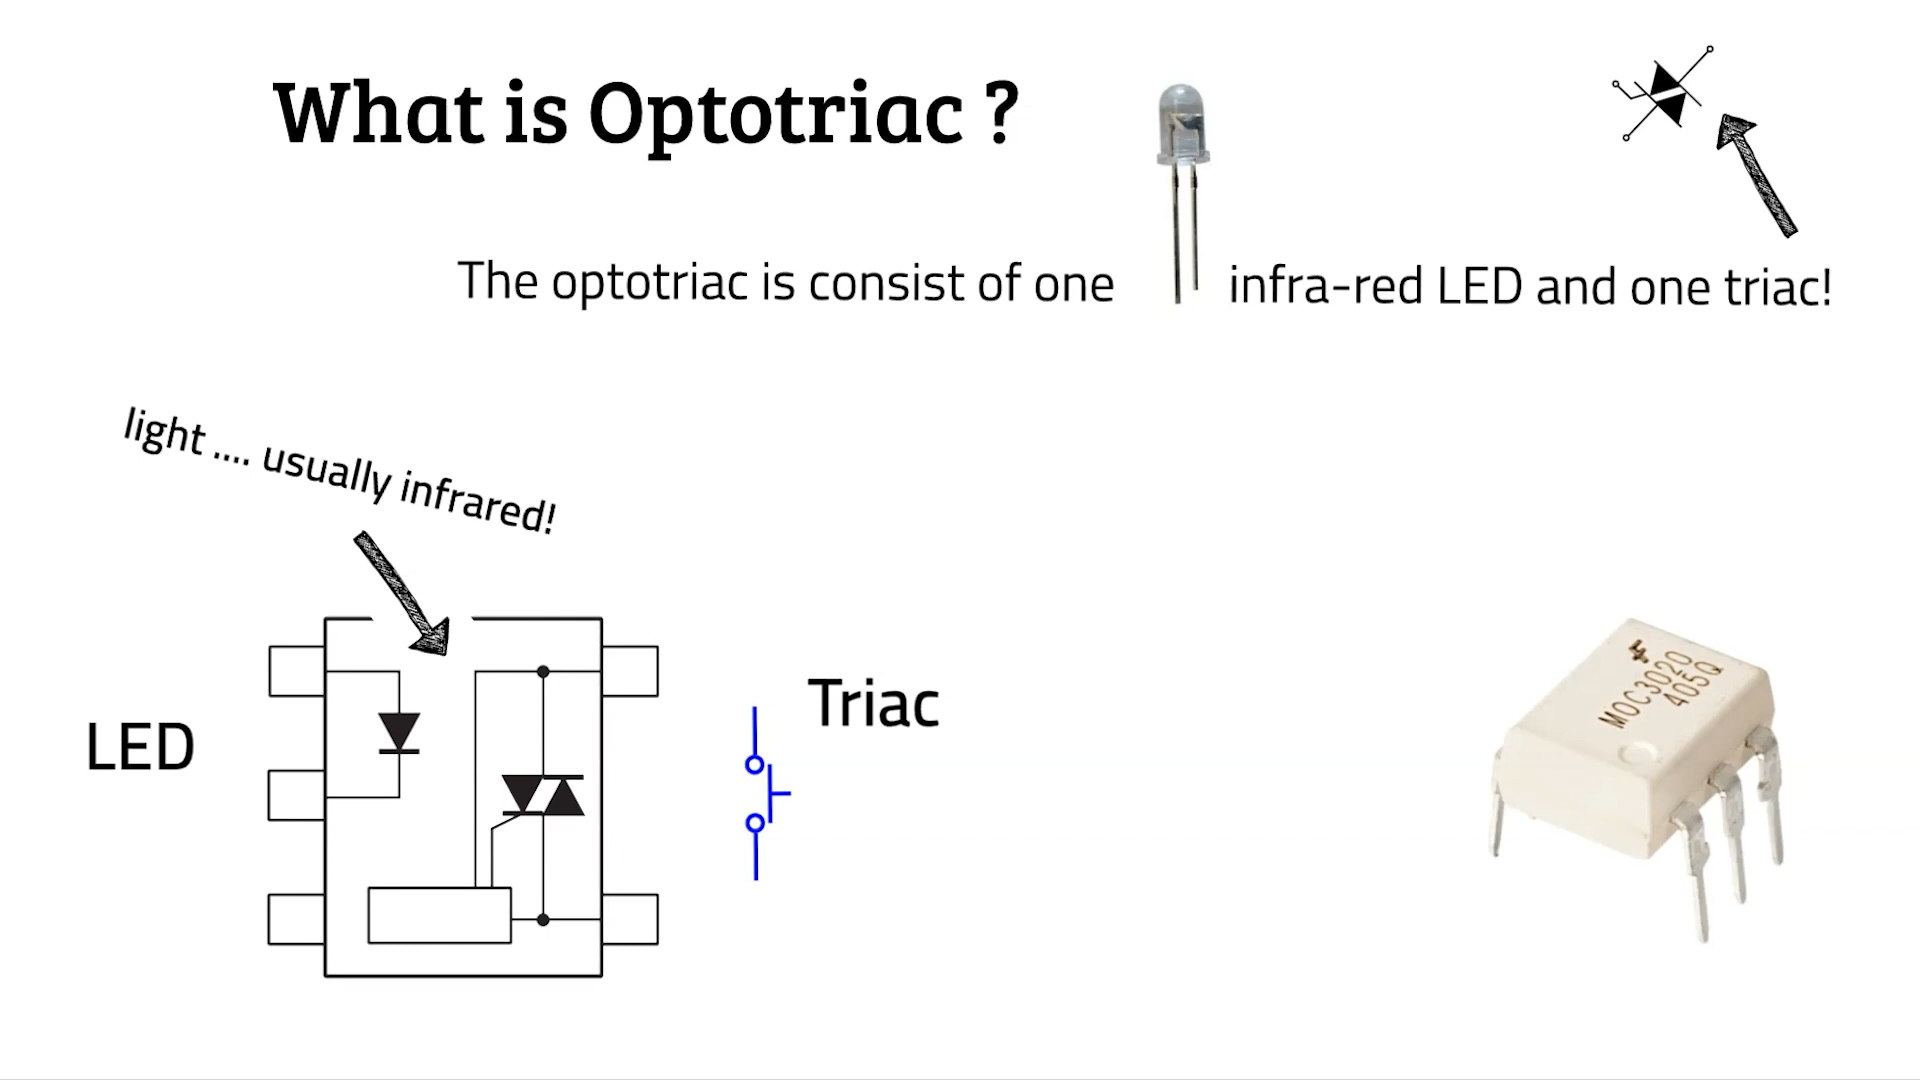 What is Optotriac ?
The optotriac is consist of one infra-red LED and one triac!
light .... usually infrared!
LED
Triac
MOC3020
405Q